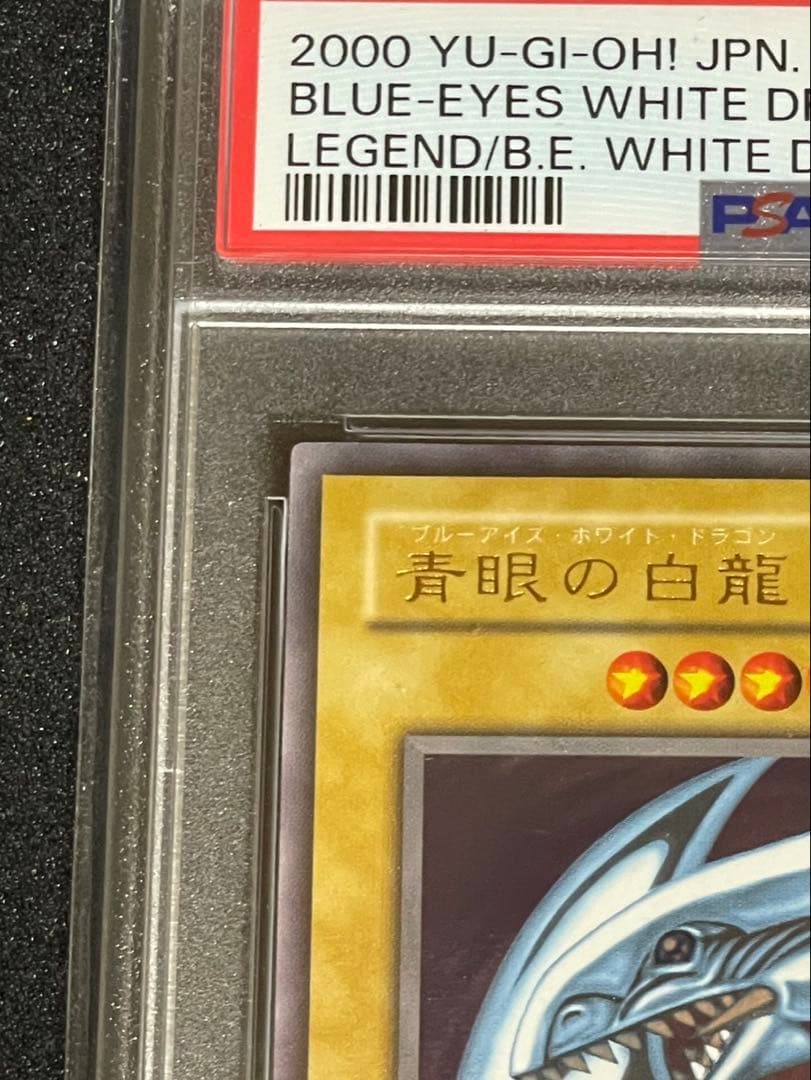 2000 YU-GI-OH! JPN.
BLUE-EYES WHITE
LEGEND/B.E. WHITE
PSA
ブルーアイズ・ホワイト・ドラゴン
青眼の白龍